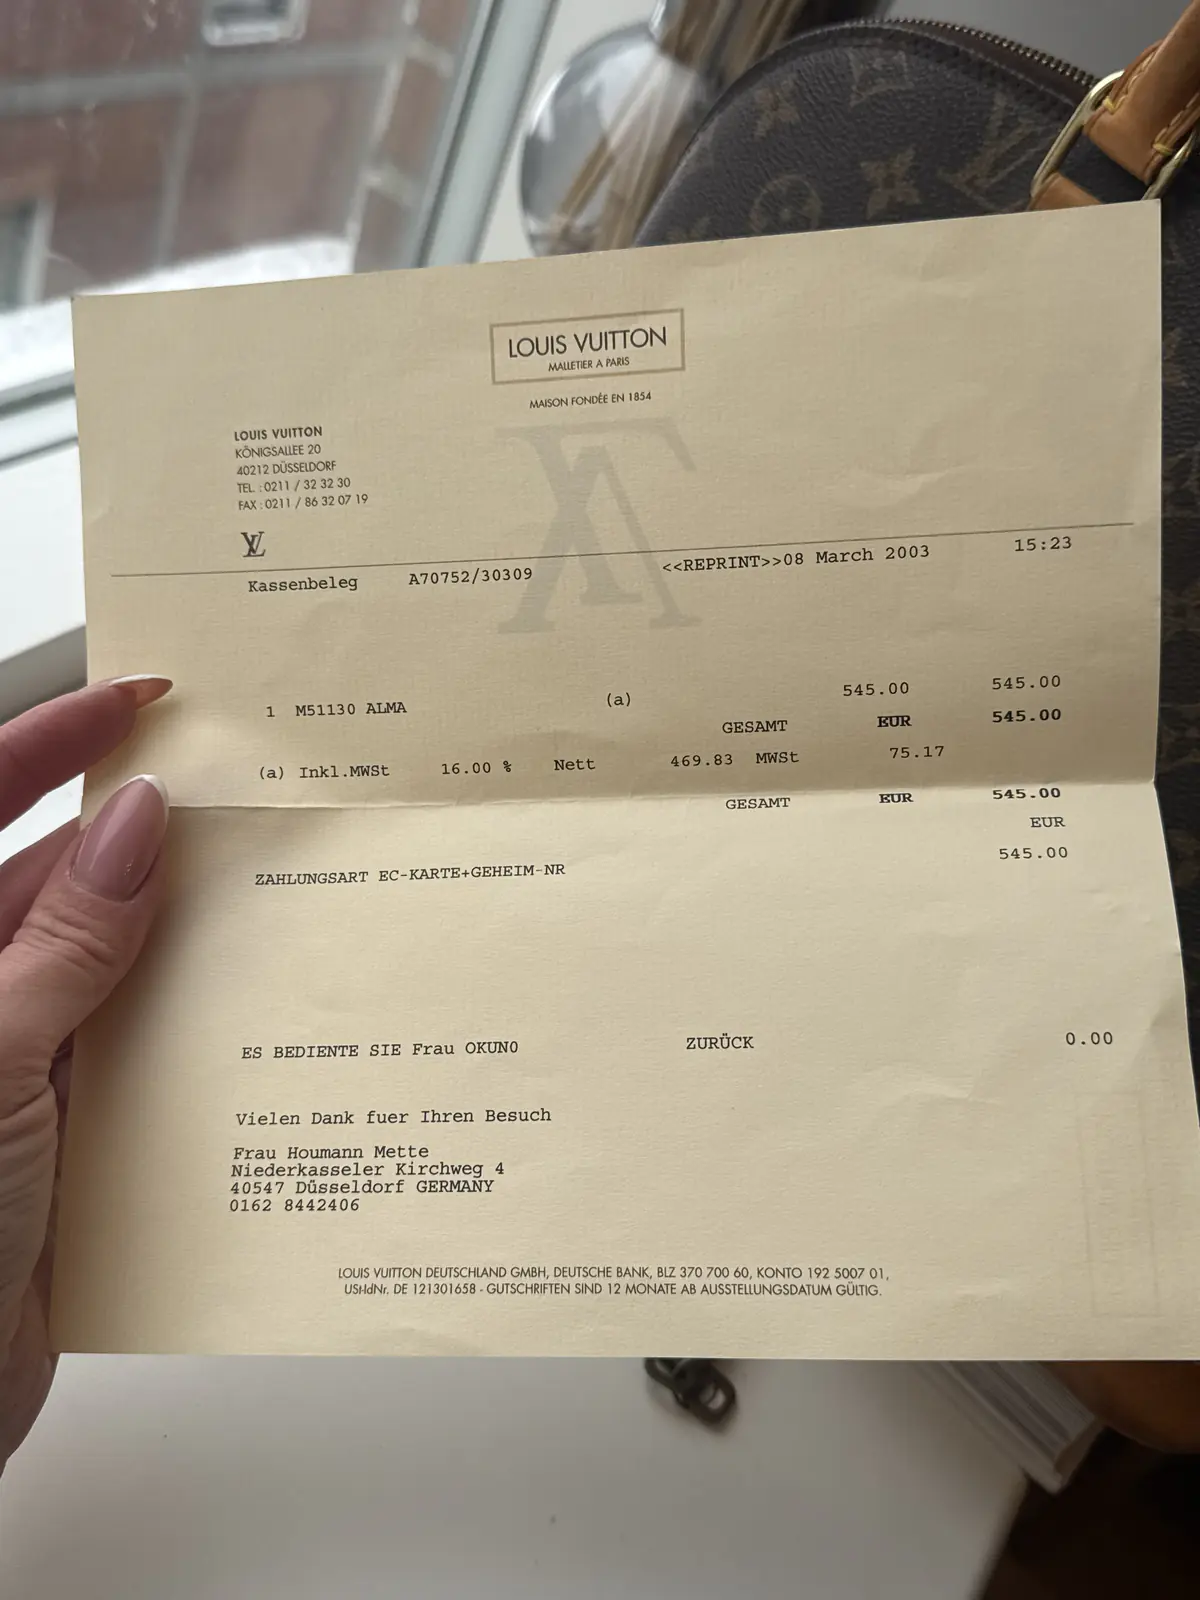 LOUIS VUITTON
MALLETIER A PARIS
MAISON FONDÉE EN 1854
LOUIS VUITTON
KÖNIGSALLEE 20
40212 DÜSSELDORF
TEL. : 0211 / 32 32 30
FAX : 0211 / 86 32 07 19
LV
Kassenbeleg A70752/30309 <<REPRINT>>08 March 2003 15:23
1 M51130 ALMA (a) 545.00 545.00
GESAMT EUR 545.00
(a) Inkl.MWSt 16.00 % Nett 469.83 MWSt 75.17
GESAMT EUR 545.00
EUR
ZAHLUNGSART EC-KARTE+GEHEIM-NR 545.00
ES BEDIENTE SIE Frau OKUNO ZURÜCK 0.00
Vielen Dank fuer Ihren Besuch
Frau Houmann Mette
Niederkasseler Kirchweg 4
40547 Düsseldorf GERMANY
0162 8442406
LOUIS VUITTON DEUTSCHLAND GMBH, DEUTSCHE BANK, BLZ 370 700 60, KONTO 192 5007 01,
USt-IdNr. DE 121301658 - GUTSCHRIFTEN SIND 12 MONATE AB AUSSTELLUNGSDATUM GÜLTIG.